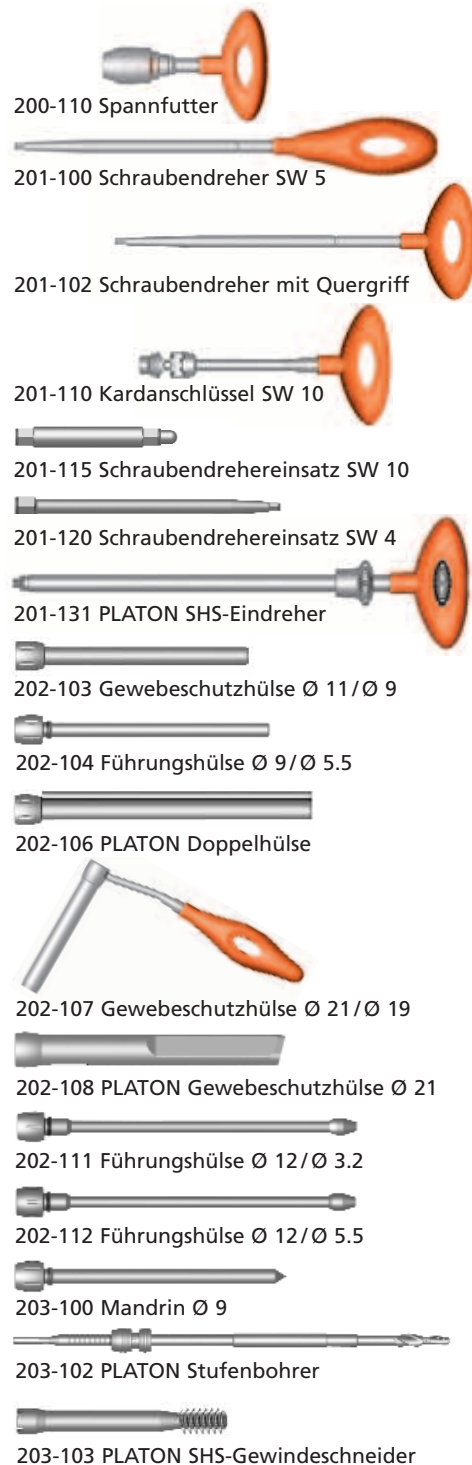 200-110 Spannfutter
201-100 Schraubendreher SW 5
201-102 Schraubendreher mit Quergriff
201-110 Kardanschlüssel SW 10
201-115 Schraubendrehereinsatz SW 10
201-120 Schraubendrehereinsatz SW 4
201-131 PLATON SHS-Eindreher
202-103 Gewebeschutzhülse Ø 11/Ø 9
202-104 Führungshülse Ø 9/Ø 5.5
202-106 PLATON Doppelhülse
202-107 Gewebeschutzhülse Ø 21/Ø 19
202-108 PLATON Gewebeschutzhülse Ø 21
202-111 Führungshülse Ø 12/Ø 3.2
202-112 Führungshülse Ø 12/Ø 5.5
203-100 Mandrin Ø 9
203-102 PLATON Stufenbohrer
203-103 PLATON SHS-Gewindeschneider